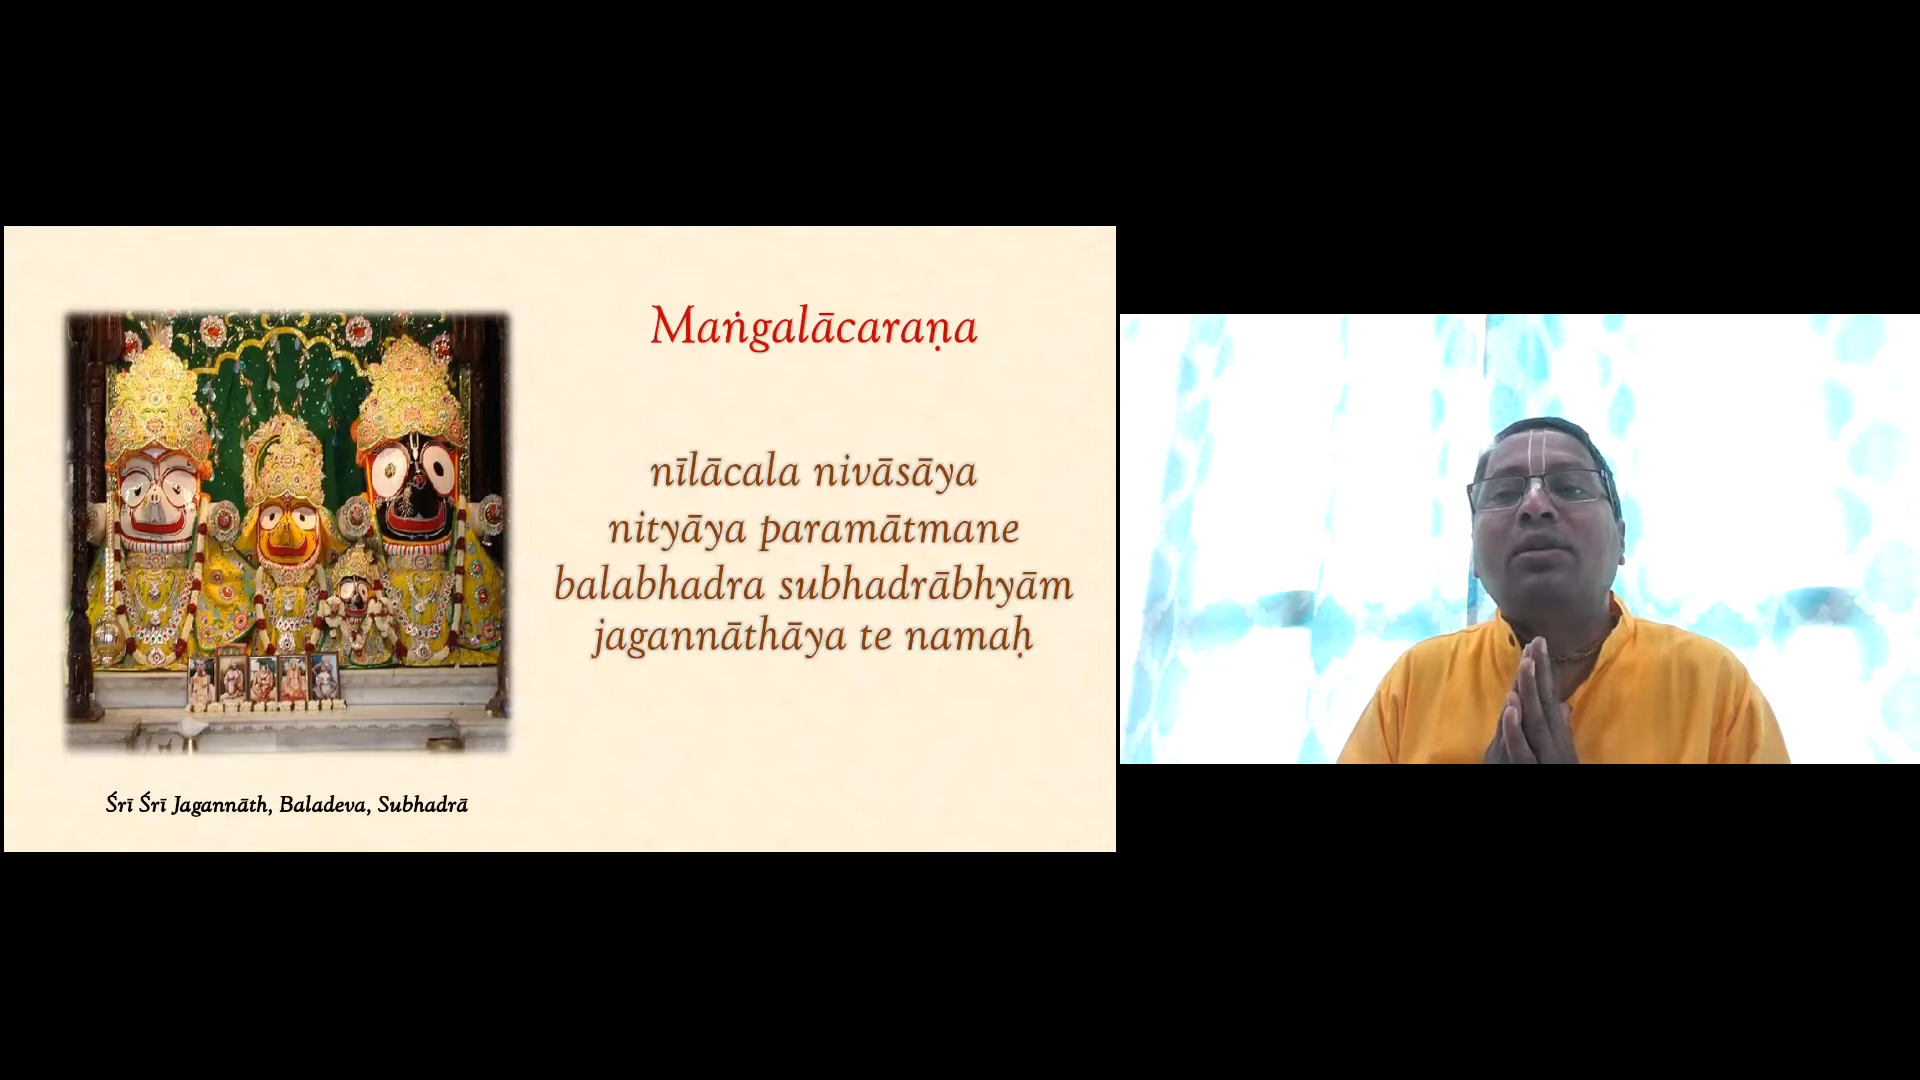 Maṅgalācaraṇa
nīlācala nivāsāya
nityāya paramātmane
balabhadra subhadrābhyām
jagannāthāya te namaḥ
Śrī Śrī Jagannāth, Baladeva, Subhadrā